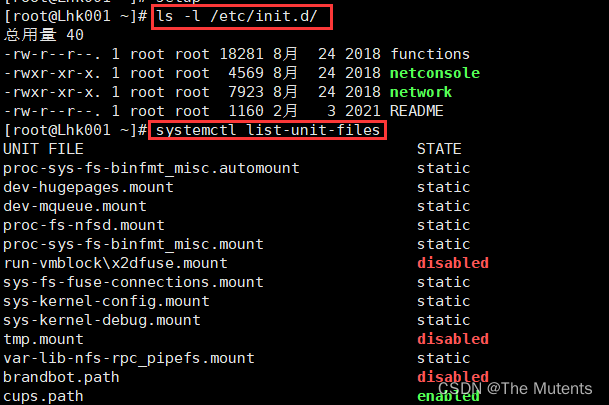 setup
[root@Lhk001 ~]# ls -l /etc/init.d/
总用量 40
-rw-r--r--. 1 root root 18281 8月  24 2018 functions
-rwxr-xr-x. 1 root root  4569 8月  24 2018 netconsole
-rwxr-xr-x. 1 root root  7923 8月  24 2018 network
-rw-r--r--. 1 root root  1160 2月   3 2021 README
[root@Lhk001 ~]# systemctl list-unit-files
UNIT FILE                                     STATE
proc-sys-fs-binfmt_misc.automount             static
dev-hugepages.mount                           static
dev-mqueue.mount                              static
proc-fs-nfsd.mount                            static
proc-sys-fs-binfmt_misc.mount                 static
run-vmblock\x2dfuse.mount                     disabled
sys-fs-fuse-connections.mount                 static
sys-kernel-config.mount                       static
sys-kernel-debug.mount                        static
tmp.mount                                     disabled
var-lib-nfs-rpc_pipefs.mount                  static
brandbot.path                                 disabled
cups.path                                     enabled
CSDN @The Mutents